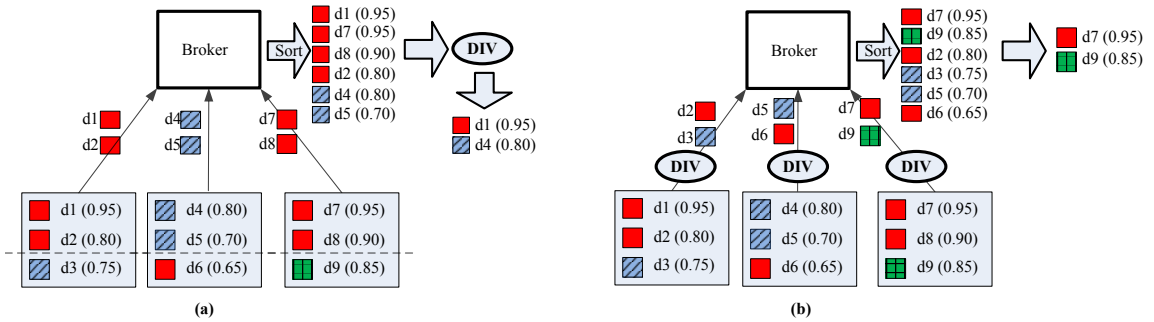 Broker
Sort
d1 (0.95)
d7 (0.95)
d8 (0.90)
d2 (0.80)
d4 (0.80)
d5 (0.70)
DIV
d1 (0.95)
d4 (0.80)
d1
d2
d4
d5
d7
d8
d1 (0.95)
d2 (0.80)
d3 (0.75)
d4 (0.80)
d5 (0.70)
d6 (0.65)
d7 (0.95)
d8 (0.90)
d9 (0.85)
(a)
Broker
Sort
d7 (0.95)
d9 (0.85)
d2 (0.80)
d3 (0.75)
d5 (0.70)
d6 (0.65)
d7 (0.95)
d9 (0.85)
d2
d3
d5
d6
d7
d9
DIV
DIV
DIV
d1 (0.95)
d2 (0.80)
d3 (0.75)
d4 (0.80)
d5 (0.70)
d6 (0.65)
d7 (0.95)
d8 (0.90)
d9 (0.85)
(b)